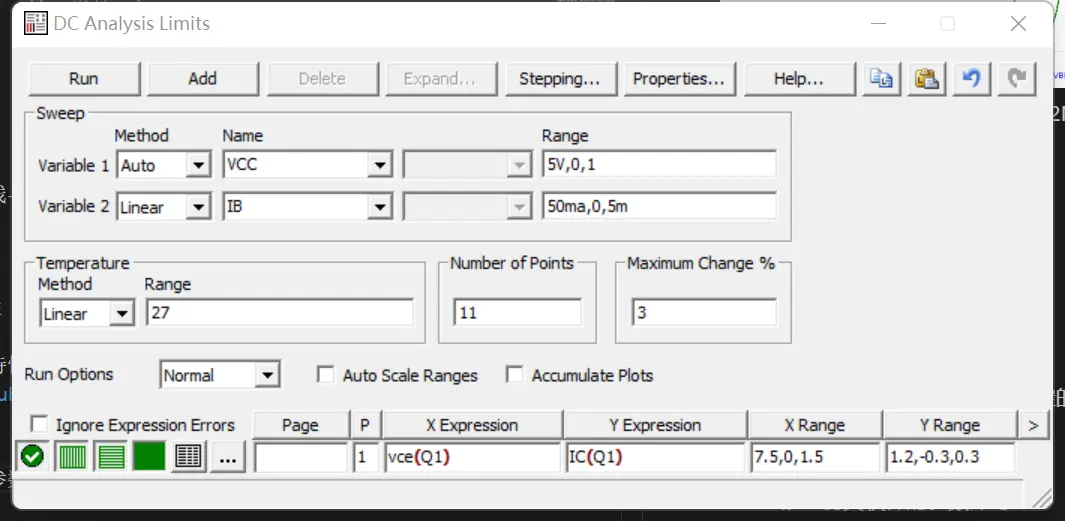 DC Analysis Limits
Run Add Delete Expand... Stepping... Properties... Help...
Sweep
Method Name Range
Variable 1 Auto VCC 5V,0,1
Variable 2 Linear IB 50ma,0,5m
Temperature Number of Points Maximum Change %
Method Range
Linear 27 11 3
Run Options Normal Auto Scale Ranges Accumulate Plots
Ignore Expression Errors Page P X Expression Y Expression X Range Y Range >
... 1 vce(Q1) IC(Q1) 7.5,0,1.5 1.2,-0.3,0.3